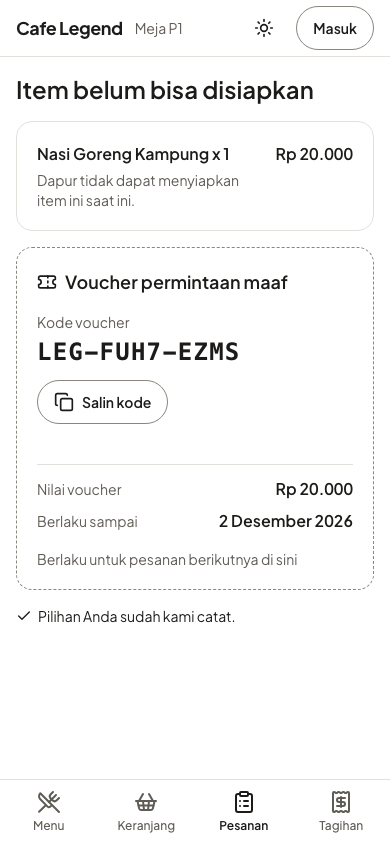 Cafe Legend Meja P1 Masuk
Item belum bisa disiapkan
Nasi Goreng Kampung x 1 Rp 20.000
Dapur tidak dapat menyiapkan
item ini saat ini.
Voucher permintaan maaf
Kode voucher
LEG-FUH7-EZMS
Salin kode
Nilai voucher Rp 20.000
Berlaku sampai 2 Desember 2026
Berlaku untuk pesanan berikutnya di sini
Pilihan Anda sudah kami catat.
Menu Keranjang Pesanan Tagihan